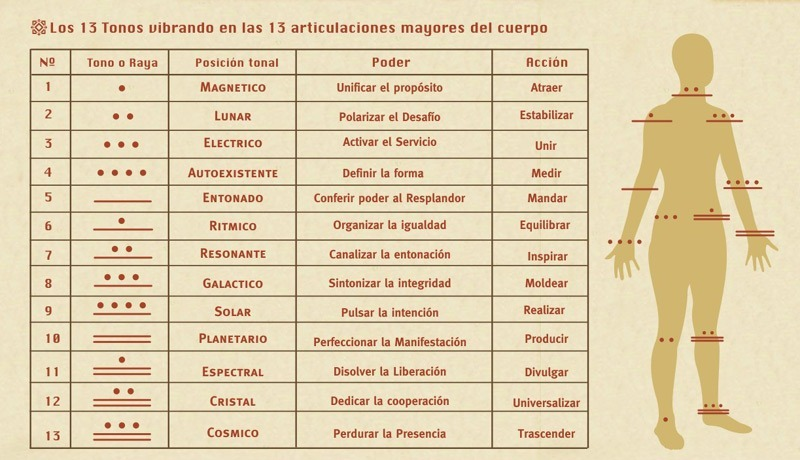 Los 13 Tonos vibrando en las 13 articulaciones mayores del cuerpo
Nº Tono o Raya Posición tonal Poder Acción
1 MAGNETICO Unificar el propósito Atraer
2 LUNAR Polarizar el Desafío Estabilizar
3 ELECTRICO Activar el Servicio Unir
4 AUTOEXISTENTE Definir la forma Medir
5 ENTONADO Conferir poder al Resplandor Mandar
6 RITMICO Organizar la igualdad Equilibrar
7 RESONANTE Canalizar la entonación Inspirar
8 GALACTICO Sintonizar la integridad Moldear
9 SOLAR Pulsar la intención Realizar
10 PLANETARIO Perfeccionar la Manifestación Producir
11 ESPECTRAL Disolver la Liberación Divulgar
12 CRISTAL Dedicar la cooperación Universalizar
13 COSMICO Perdurar la Presencia Trascender